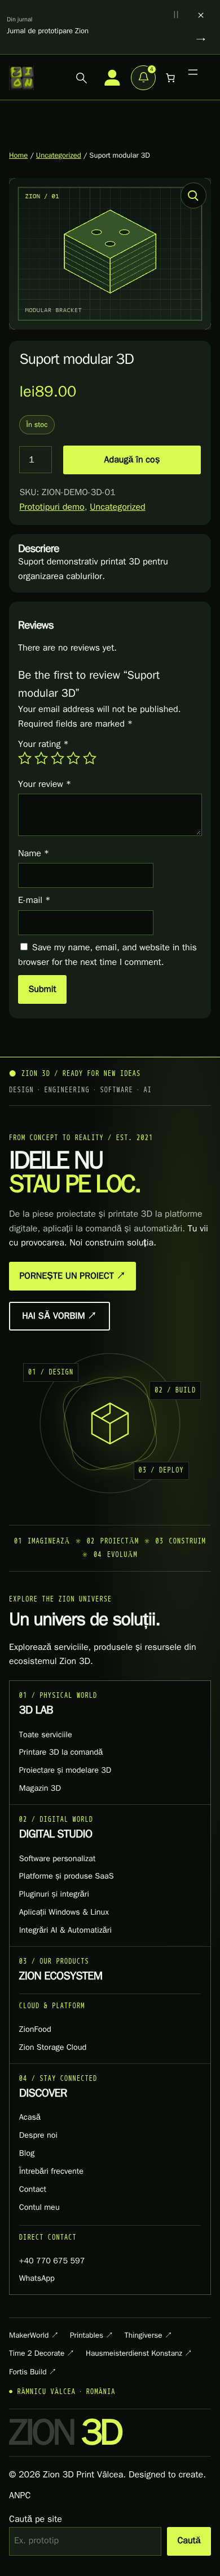 Din jurnal
Jurnal de prototipare Zion
→
ZION
4
Home / Uncategorized / Suport modular 3D
ZION / 01
MODULAR BRACKET
Suport modular 3D
lei89.00
În stoc
1
Adaugă în coș
SKU: ZION-DEMO-3D-01
Prototipuri demo, Uncategorized
Descriere
Suport demonstrativ printat 3D pentru
organizarea cablurilor.
Reviews
There are no reviews yet.
Be the first to review “Suport
modular 3D”
Your email address will not be published.
Required fields are marked *
Your rating *
Your review *
Name *
E-mail *
Save my name, email, and website in this
browser for the next time I comment.
Submit
ZION 3D / READY FOR NEW IDEAS
DESIGN · ENGINEERING · SOFTWARE · AI
FROM CONCEPT TO REALITY / EST. 2021
IDEILE NU
STAU PE LOC.
De la piese proiectate și printate 3D la platforme
digitale, aplicații la comandă și automatizări. Tu vii
cu provocarea. Noi construim soluția.
PORNEȘTE UN PROIECT ↗
HAI SĂ VORBIM ↗
01 / DESIGN
02 / BUILD
03 / DEPLOY
01 IMAGINEAZĂ ✳ 02 PROIECTĂM ✳ 03 CONSTRUIM
✳ 04 EVOLUĂM
EXPLORE THE ZION UNIVERSE
Un univers de soluții.
Explorează serviciile, produsele și resursele din
ecosistemul Zion 3D.
01 / PHYSICAL WORLD
3D LAB
Toate serviciile
Printare 3D la comandă
Proiectare și modelare 3D
Magazin 3D
02 / DIGITAL WORLD
DIGITAL STUDIO
Software personalizat
Platforme și produse SaaS
Pluginuri și integrări
Aplicații Windows & Linux
Integrări AI & Automatizări
03 / OUR PRODUCTS
ZION ECOSYSTEM
CLOUD & PLATFORM
ZionFood
Zion Storage Cloud
04 / STAY CONNECTED
DISCOVER
Acasă
Despre noi
Blog
Întrebări frecvente
Contact
Contul meu
DIRECT CONTACT
+40 770 675 597
WhatsApp
MakerWorld ↗ Printables ↗ Thingiverse ↗
Time 2 Decorate ↗ Hausmeisterdienst Konstanz ↗
Fortis Build ↗
● RÂMNICU VÂLCEA · ROMÂNIA
ZION 3D
© 2026 Zion 3D Print Vâlcea. Designed to create.
ANPC
Caută pe site
Ex. prototip
Caută